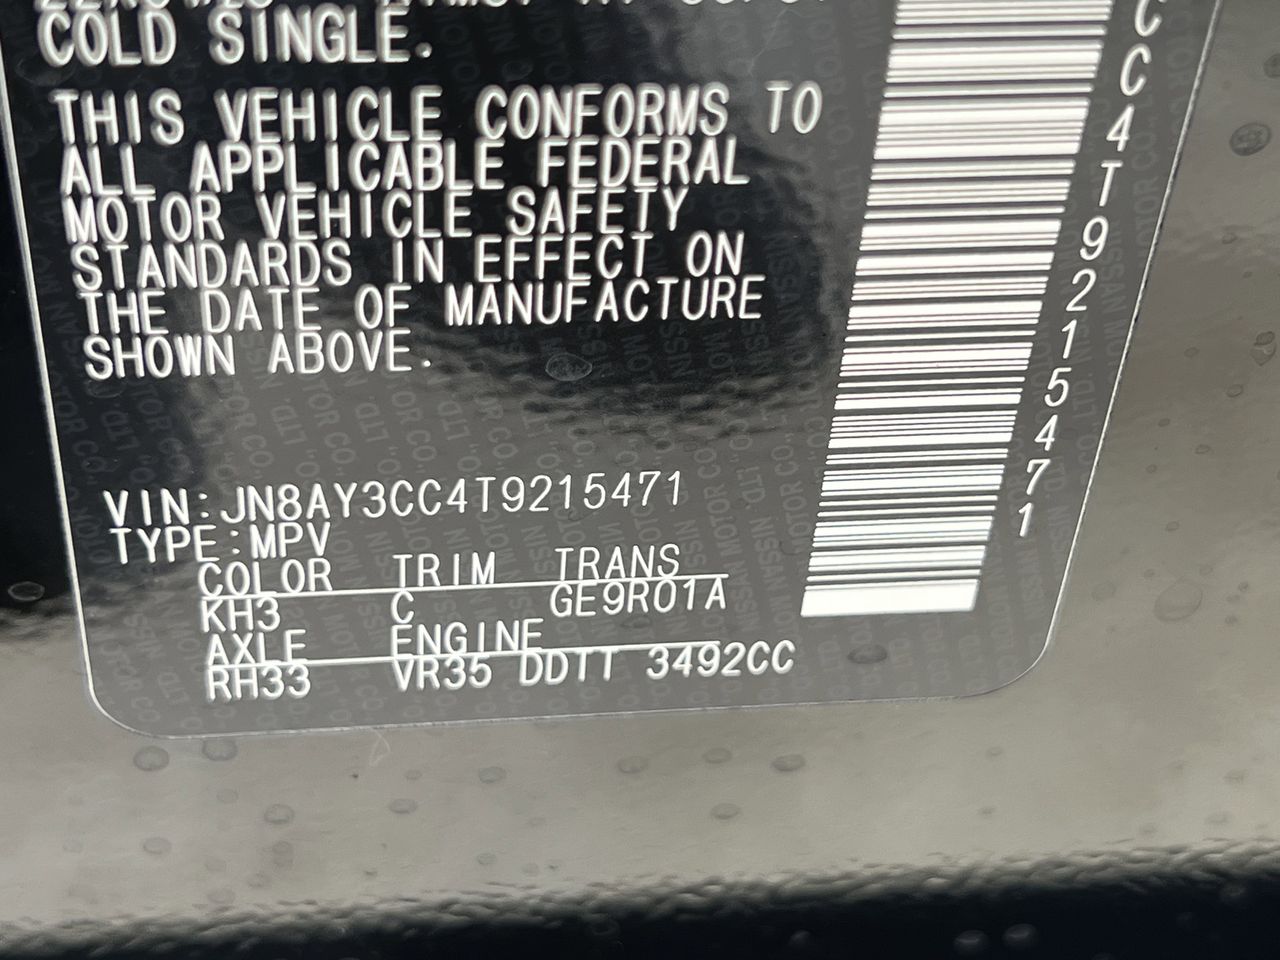 COLD SINGLE.
THIS VEHICLE CONFORMS TO
ALL APPLICABLE FEDERAL
MOTOR VEHICLE SAFETY
STANDARDS IN EFFECT ON
THE DATE OF MANUFACTURE
SHOWN ABOVE.
VIN:JN8AY3CC4T9215471
TYPE:MPV
COLOR TRIM TRANS
KH3 C GE9R01A
AXLE ENGINE
RH33 VR35 DDTT 3492CC
CC4T9215471